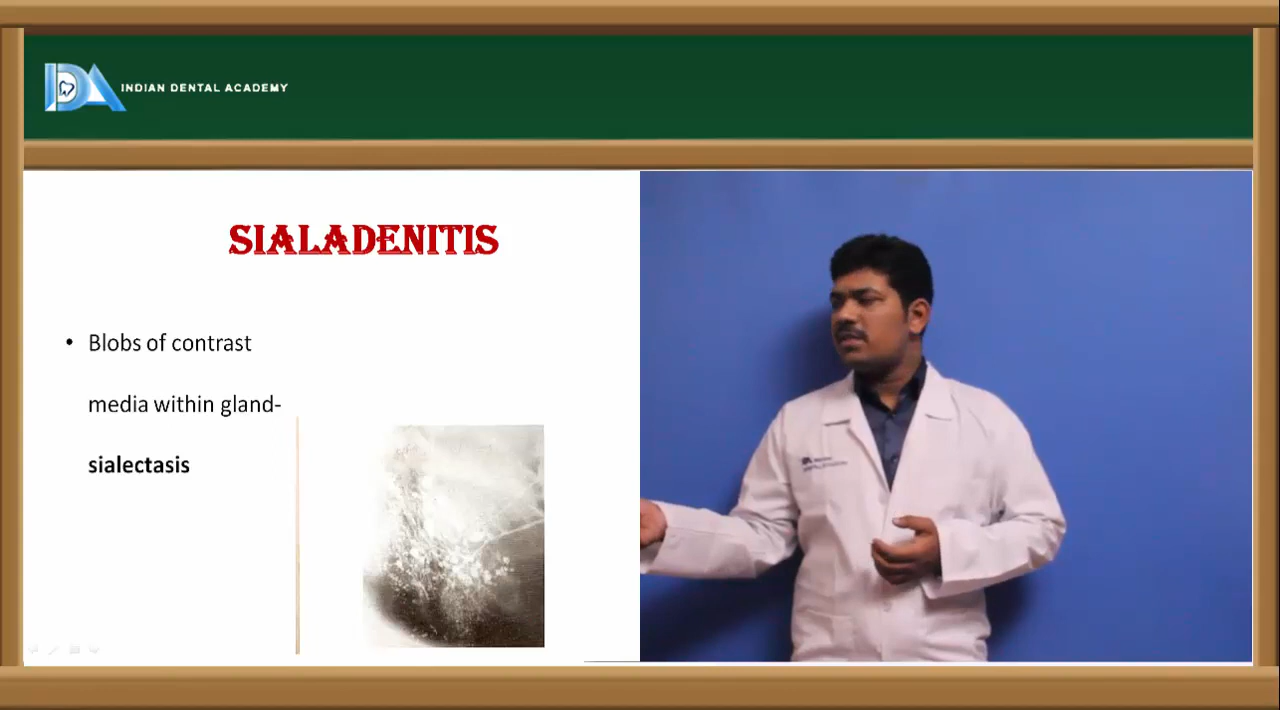 INDIAN DENTAL ACADEMY
SIALADENITIS
• Blobs of contrast
media within gland-
sialectasis